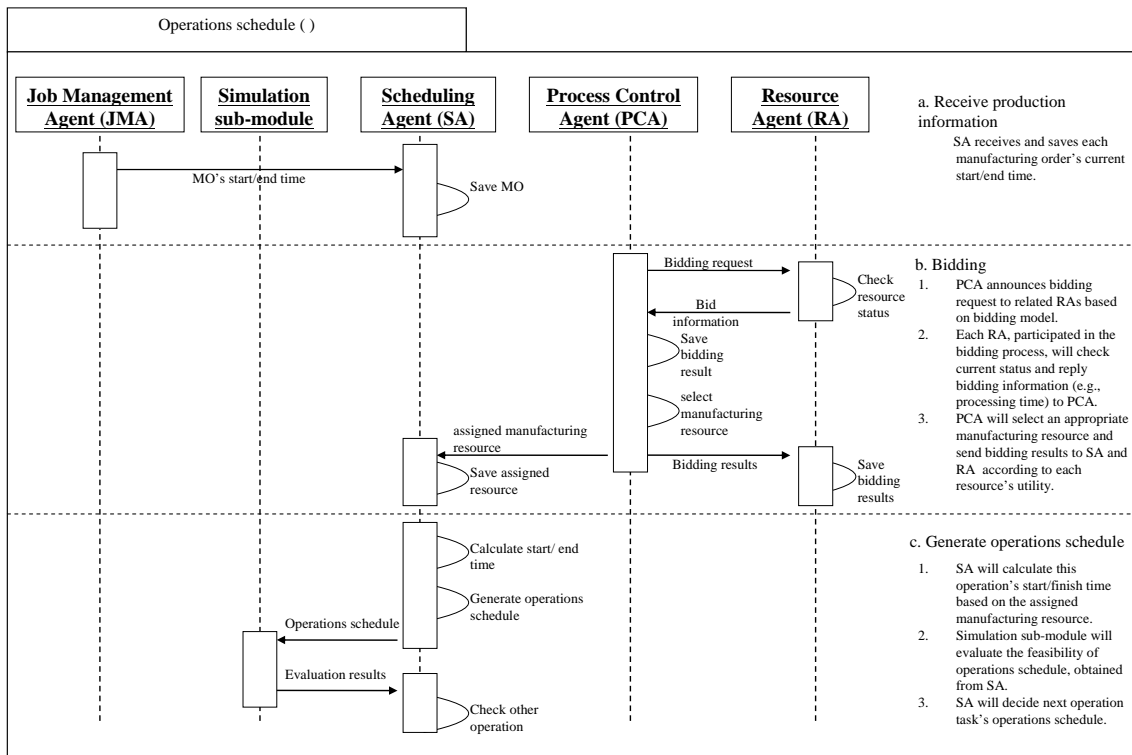 Operations schedule ( )
Job Management
Agent (JMA)
Simulation
sub-module
Scheduling
Agent (SA)
Process Control
Agent (PCA)
Resource
Agent (RA)
MO's start/end time
Save MO
a. Receive production
information
SA receives and saves each
manufacturing order's current
start/end time.
Bidding request
Check
resource
status
Bid
information
Save
bidding
result
select
manufacturing
resource
assigned manufacturing
resource
Save assigned
resource
Bidding results
Save
bidding
results
b. Bidding
1. PCA announces bidding
request to related RAs based
on bidding model.
2. Each RA, participated in the
bidding process, will check
current status and reply
bidding information (e.g.,
processing time) to PCA.
3. PCA will select an appropriate
manufacturing resource and
send bidding results to SA and
RA according to each
resource's utility.
Calculate start/ end
time
Generate operations
schedule
Operations schedule
Evaluation results
Check other
operation
c. Generate operations schedule
1. SA will calculate this
operation's start/finish time
based on the assigned
manufacturing resource.
2. Simulation sub-module will
evaluate the feasibility of
operations schedule, obtained
from SA.
3. SA will decide next operation
task's operations schedule.